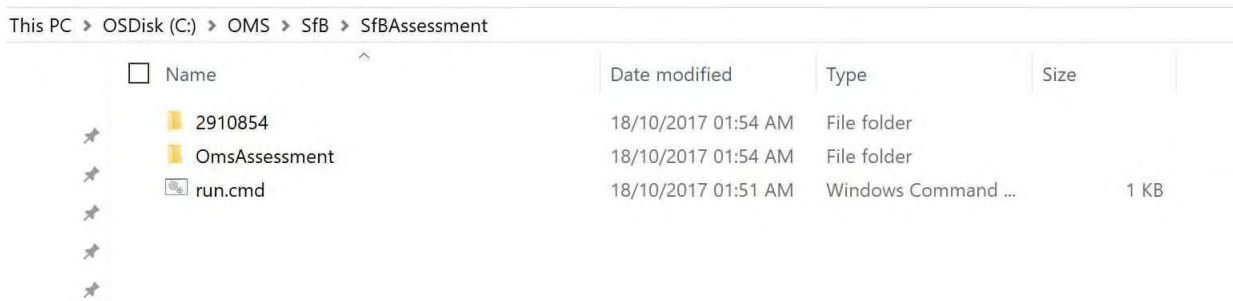 This PC > OSDisk (C:) > OMS > SfB > SfBAssessment
Name Date modified Type Size
2910854 18/10/2017 01:54 AM File folder
OmsAssessment 18/10/2017 01:54 AM File folder
run.cmd 18/10/2017 01:51 AM Windows Command ... 1 KB